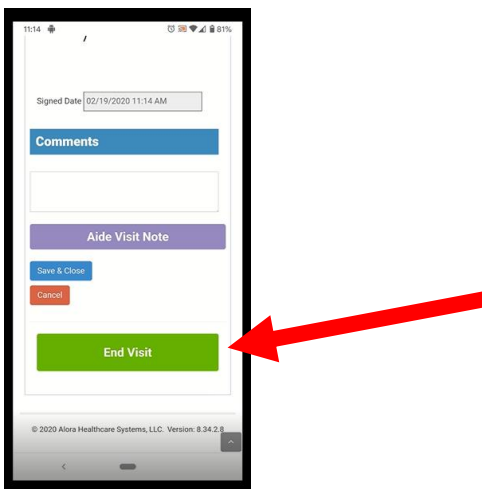 11:14 81%
Signed Date 02/19/2020 11:14 AM
Comments
Aide Visit Note
Save & Close
Cancel
End Visit
© 2020 Alora Healthcare Systems, LLC. Version: 8.34.2.8